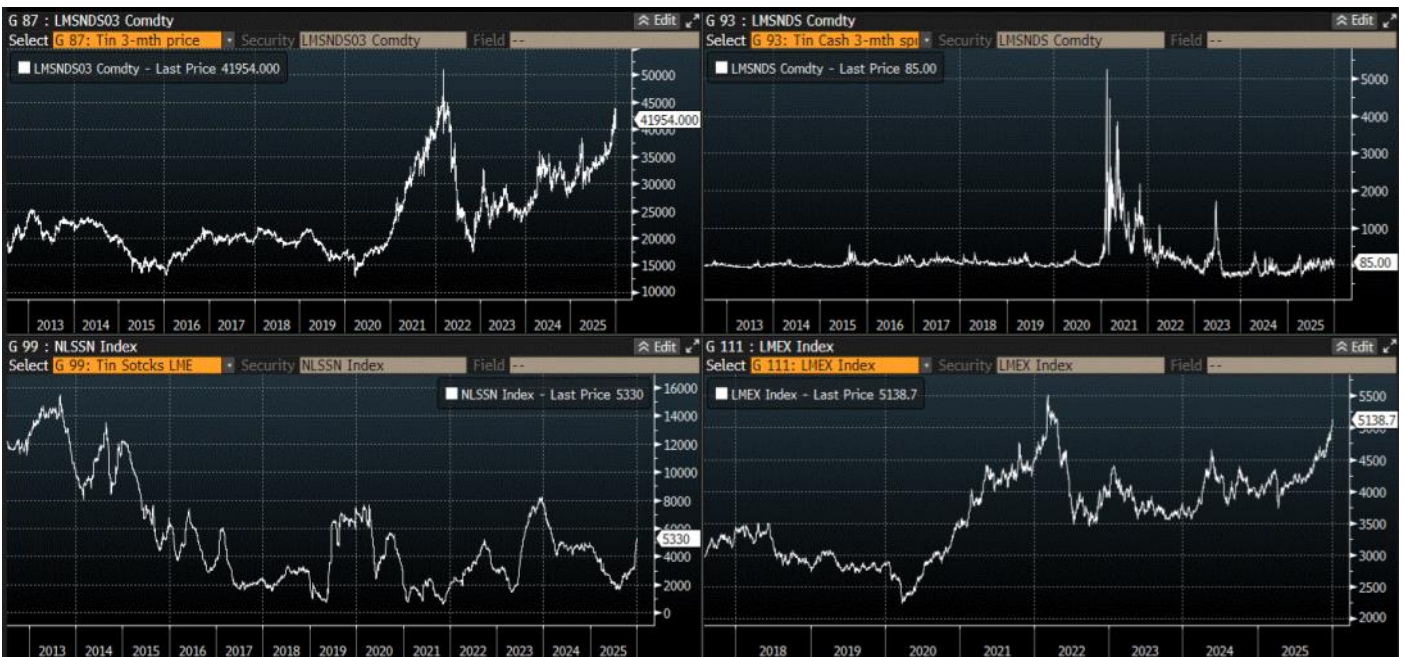 G 87 : LMSNDS03 Comdty
Edit
Select G 87: Tin 3-mth price Security LMSNDS03 Comdty Field --
LMSNDS03 Comdty - Last Price 41954.000
50000
45000
41954.000
40000
35000
30000
25000
20000
15000
10000
2013 2014 2015 2016 2017 2018 2019 2020 2021 2022 2023 2024 2025
G 93 : LMSNDS Comdty
Edit
Select G 93: Tin Cash 3-mth spr Security LMSNDS Comdty Field --
LMSNDS Comdty - Last Price 85.00
5000
4000
3000
2000
1000
85.00
2013 2014 2015 2016 2017 2018 2019 2020 2021 2022 2023 2024 2025
G 99 : NLSSN Index
Edit
Select G 99: Tin Sotcks LME Security NLSSN Index Field --
NLSSN Index - Last Price 5330
16000
14000
12000
10000
8000
6000
5330
4000
2000
0
2013 2014 2015 2016 2017 2018 2019 2020 2021 2022 2023 2024 2025
G 111 : LMEX Index
Edit
Select G 111: LMEX Index Security LMEX Index Field --
LMEX Index - Last Price 5138.7
5500
5138.7
5000
4500
4000
3500
3000
2500
2000
2018 2019 2020 2021 2022 2023 2024 2025